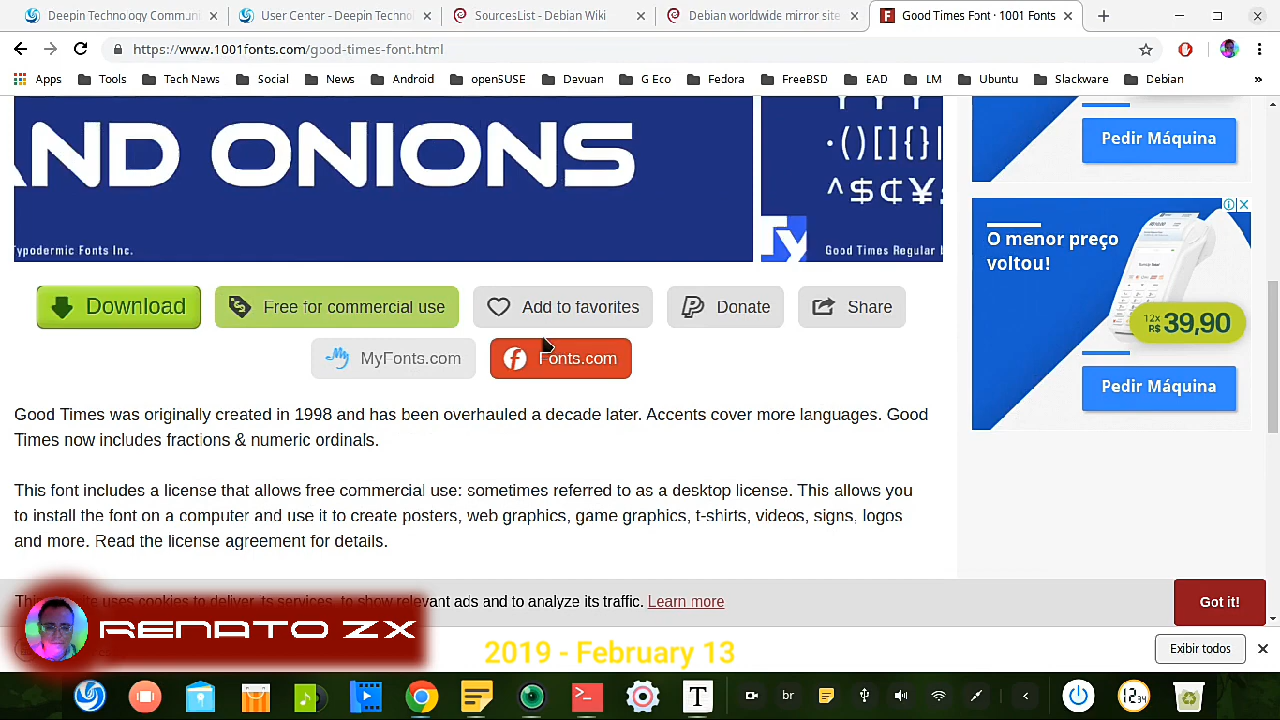 Deepin Technology Communi
User Center - Deepin Techno
SourcesList - Debian Wiki
Debian worldwide mirror site
Good Times Font · 1001 Fonts
https://www.1001fonts.com/good-times-font.html
Apps Tools Tech News Social News Android openSUSE Devuan G Eco Fedora FreeBSD EAD LM Ubuntu Slackware Debian »
AND ONIONS
Typodermic Fonts Inc.
·()[]{}|
^$¢¥
Ty
Good Times Regular b
Pedir Máquina
O menor preço
voltou!
12x
R$ 39,90
Pedir Máquina
Download
Free for commercial use
Add to favorites
Donate
Share
MyFonts.com
Fonts.com
Good Times was originally created in 1998 and has been overhauled a decade later. Accents cover more languages. Good
Times now includes fractions & numeric ordinals.
This font includes a license that allows free commercial use: sometimes referred to as a desktop license. This allows you
to install the font on a computer and use it to create posters, web graphics, game graphics, t-shirts, videos, signs, logos
and more. Read the license agreement for details.
This site uses cookies to deliver its services, to show relevant ads and to analyze its traffic. Learn more
Got it!
RENATO ZX
2019 - February 13
Exibir todos
T
br
12 34